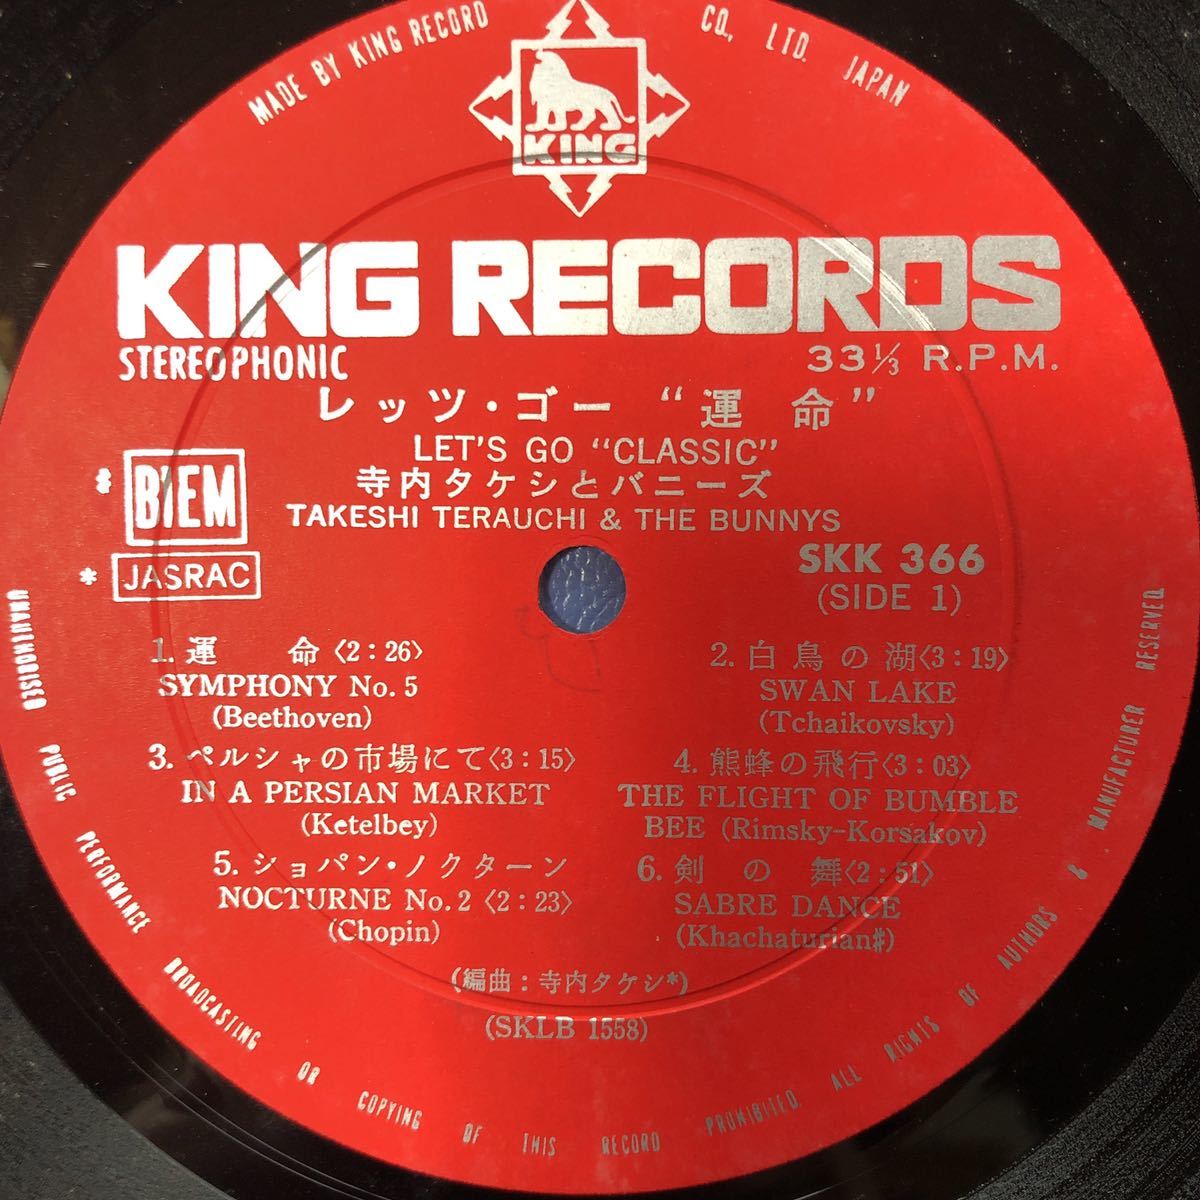 MADE BY KING RECORD CO., LTD. JAPAN
KING
KING RECORDS
STEREOPHONIC
33⅓ R.P.M.
レッツ・ゴー “運 命”
LET'S GO “CLASSIC”
寺内タケシとバニーズ
TAKESHI TERAUCHI & THE BUNNYS
# BIEM
* JASRAC
SKK 366
(SIDE 1)
1. 運 命〈2:26〉
SYMPHONY No. 5
(Beethoven)
2. 白鳥の湖〈3:19〉
SWAN LAKE
(Tchaikovsky)
3. ペルシャの市場にて〈3:15〉
IN A PERSIAN MARKET
(Ketelbey)
4. 熊蜂の飛行〈3:03〉
THE FLIGHT OF BUMBLE
BEE (Rimsky-Korsakov)
5. ショパン・ノクターン
NOCTURNE No. 2 〈2:23〉
(Chopin)
6. 剣の舞〈2:51〉
SABRE DANCE
(Khachaturian#)
(編曲:寺内タケシ*)
(SKLB 1558)
UNAUTHORISED PUBLIC PERFORMANCE BROADCASTING OR COPYING OF THIS RECORD PROHIBITED. ALL RIGHTS OF AUTHORS & MANUFACTURER RESERVED.